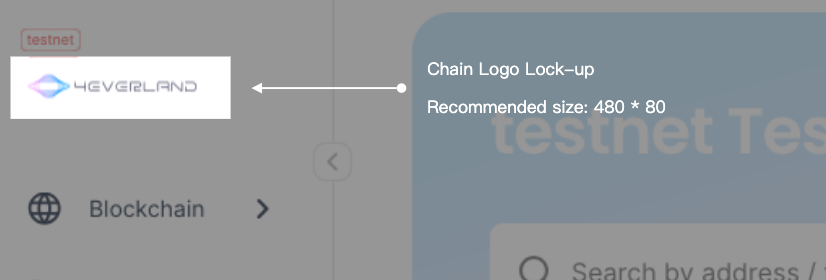 testnet
4EVERLAND
Chain Logo Lock-up
Recommended size: 480 * 80
testnet Tes
Blockchain
Search by address /